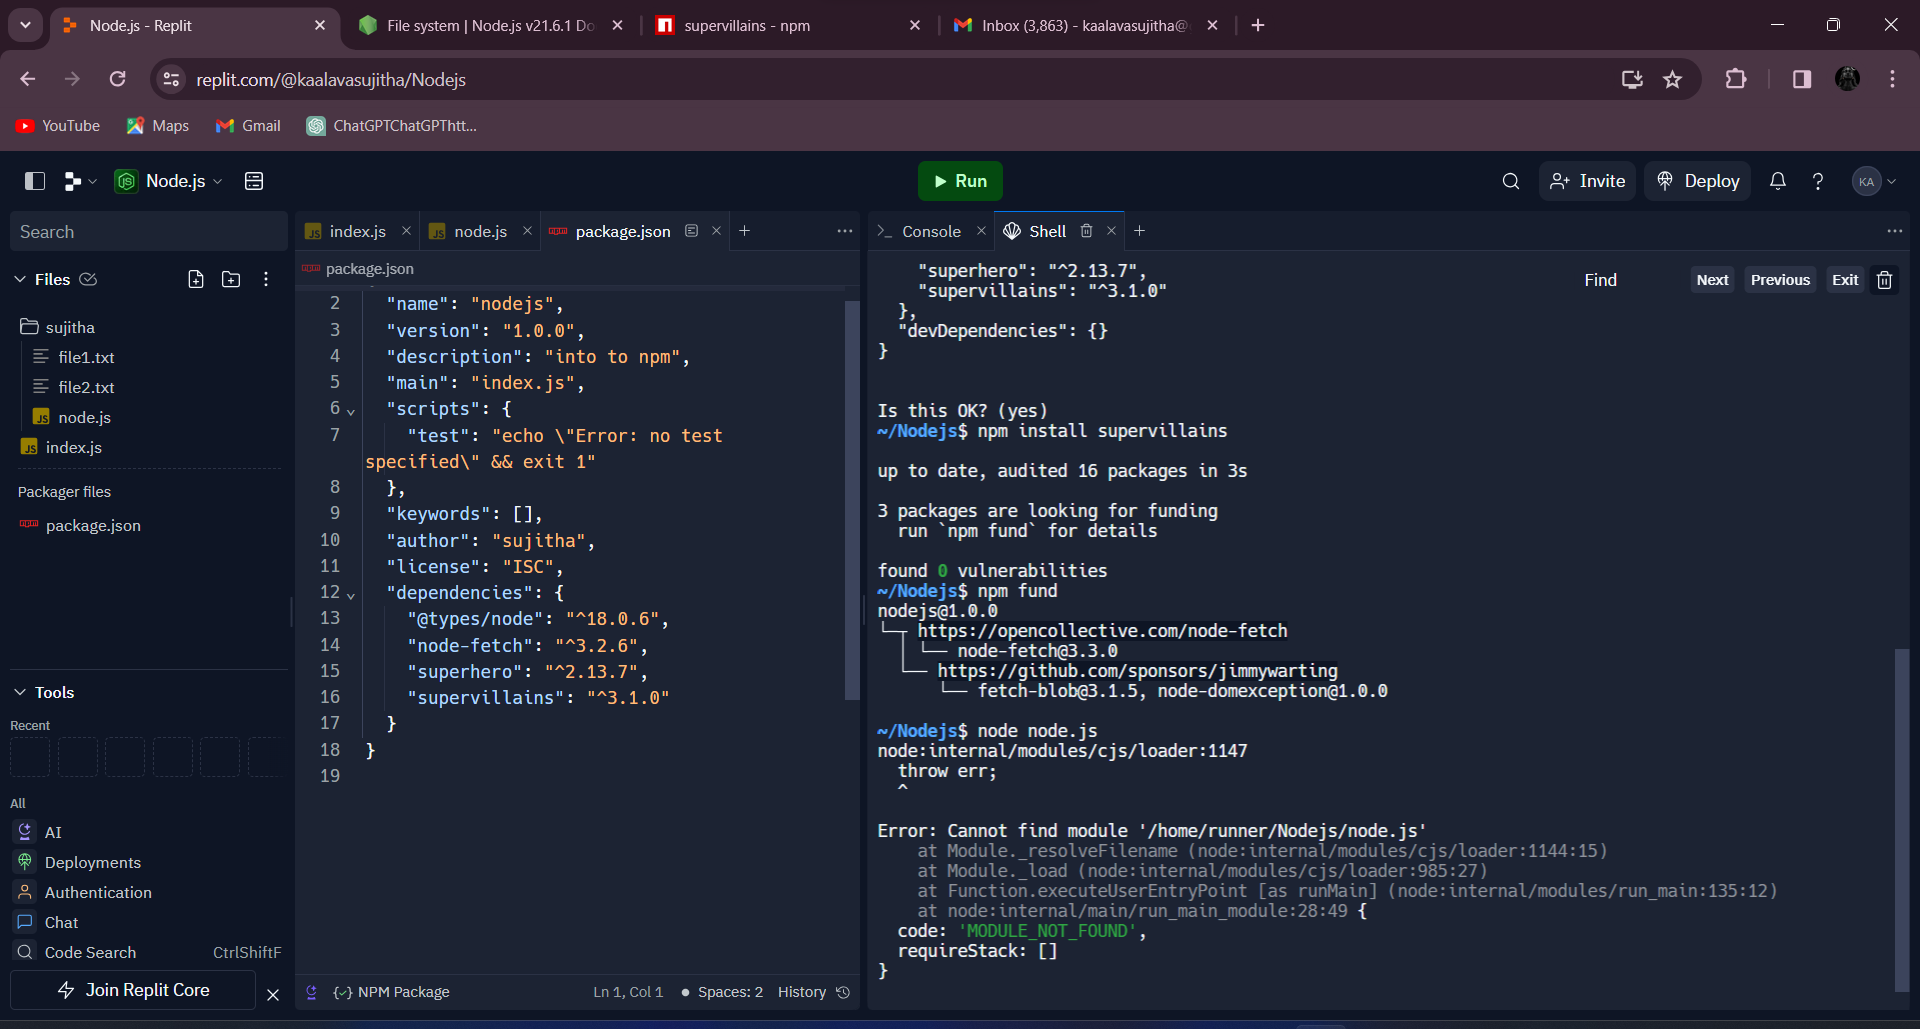 Node.js - Replit
File system | Node.js v21.6.1 Do
supervillains - npm
Inbox (3,863) - kaalavasujitha@
replit.com/@kaalavasujitha/Nodejs
YouTube
Maps
Gmail
ChatGPTChatGPThtt...
Node.js
Run
Invite
Deploy
KA
Search
Files
sujitha
file1.txt
file2.txt
node.js
index.js
Packager files
package.json
Tools
Recent
All
AI
Deployments
Authentication
Chat
Code Search CtrlShiftF
Join Replit Core
index.js
node.js
package.json
package.json
2 "name": "nodejs",
3 "version": "1.0.0",
4 "description": "into to npm",
5 "main": "index.js",
6 "scripts": {
7 "test": "echo \"Error: no test
specified\" && exit 1"
8 },
9 "keywords": [],
10 "author": "sujitha",
11 "license": "ISC",
12 "dependencies": {
13 "@types/node": "^18.0.6",
14 "node-fetch": "^3.2.6",
15 "superhero": "^2.13.7",
16 "supervillains": "^3.1.0"
17 }
18 }
19
NPM Package
Ln 1, Col 1
Spaces: 2
History
Console
Shell
Find
Next
Previous
Exit
"superhero": "^2.13.7",
"supervillains": "^3.1.0"
},
"devDependencies": {}
}
Is this OK? (yes)
~/Nodejs$ npm install supervillains
up to date, audited 16 packages in 3s
3 packages are looking for funding
run `npm fund` for details
found 0 vulnerabilities
~/Nodejs$ npm fund
nodejs@1.0.0
└─┬ https://opencollective.com/node-fetch
│ └── node-fetch@3.3.0
└── https://github.com/sponsors/jimmywarting
└── fetch-blob@3.1.5, node-domexception@1.0.0
~/Nodejs$ node node.js
node:internal/modules/cjs/loader:1147
throw err;
^
Error: Cannot find module '/home/runner/Nodejs/node.js'
at Module._resolveFilename (node:internal/modules/cjs/loader:1144:15)
at Module._load (node:internal/modules/cjs/loader:985:27)
at Function.executeUserEntryPoint [as runMain] (node:internal/modules/run_main:135:12)
at node:internal/main/run_main_module:28:49 {
code: 'MODULE_NOT_FOUND',
requireStack: []
}